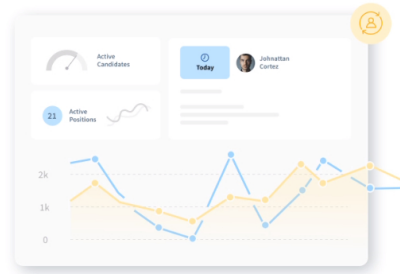 Active
Candidates
Today
Johnattan
Cortez
21
Active
Positions
2k
1k
0